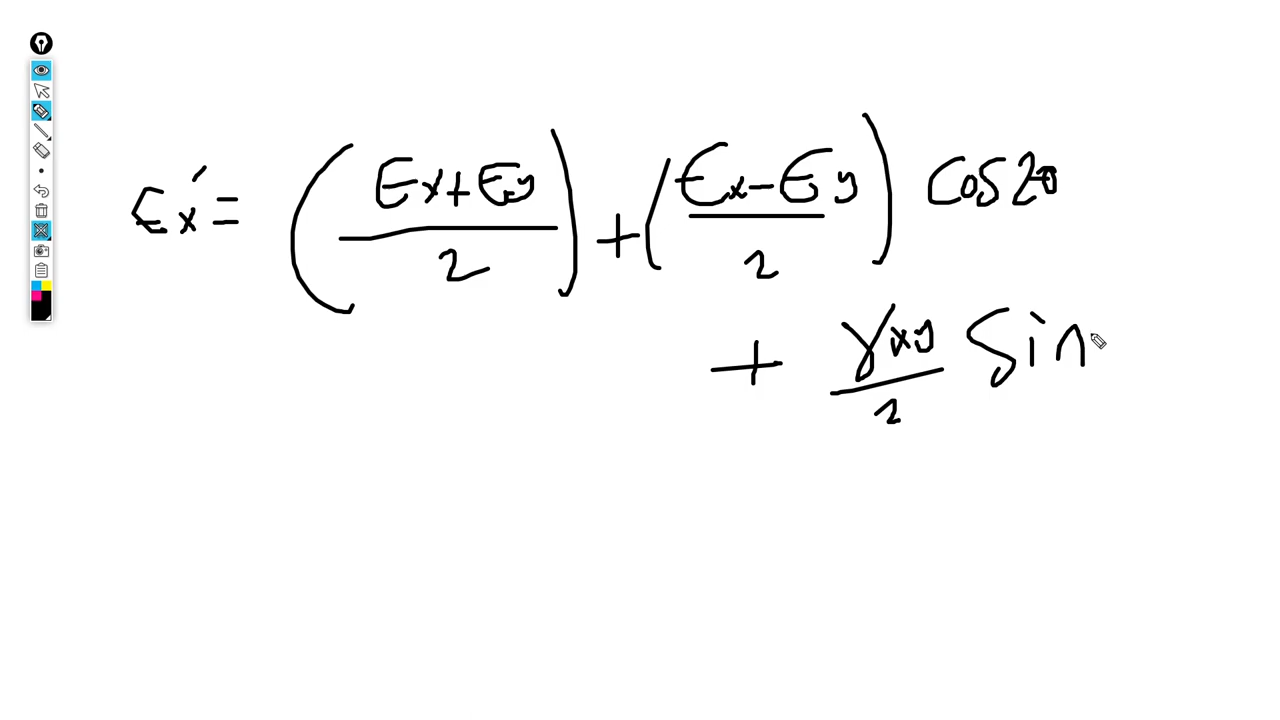 εx' = (εx+εy / 2) + (εx-εy / 2) cos2θ
+ γxy / 2 sin